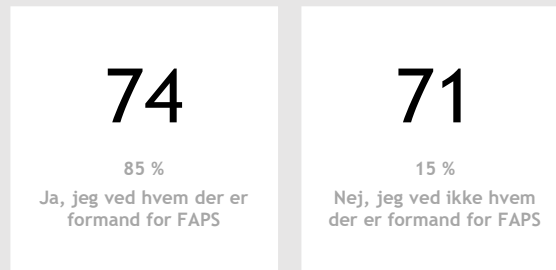 74
85 %
Ja, jeg ved hvem der er
formand for FAPS
71
15 %
Nej, jeg ved ikke hvem
der er formand for FAPS